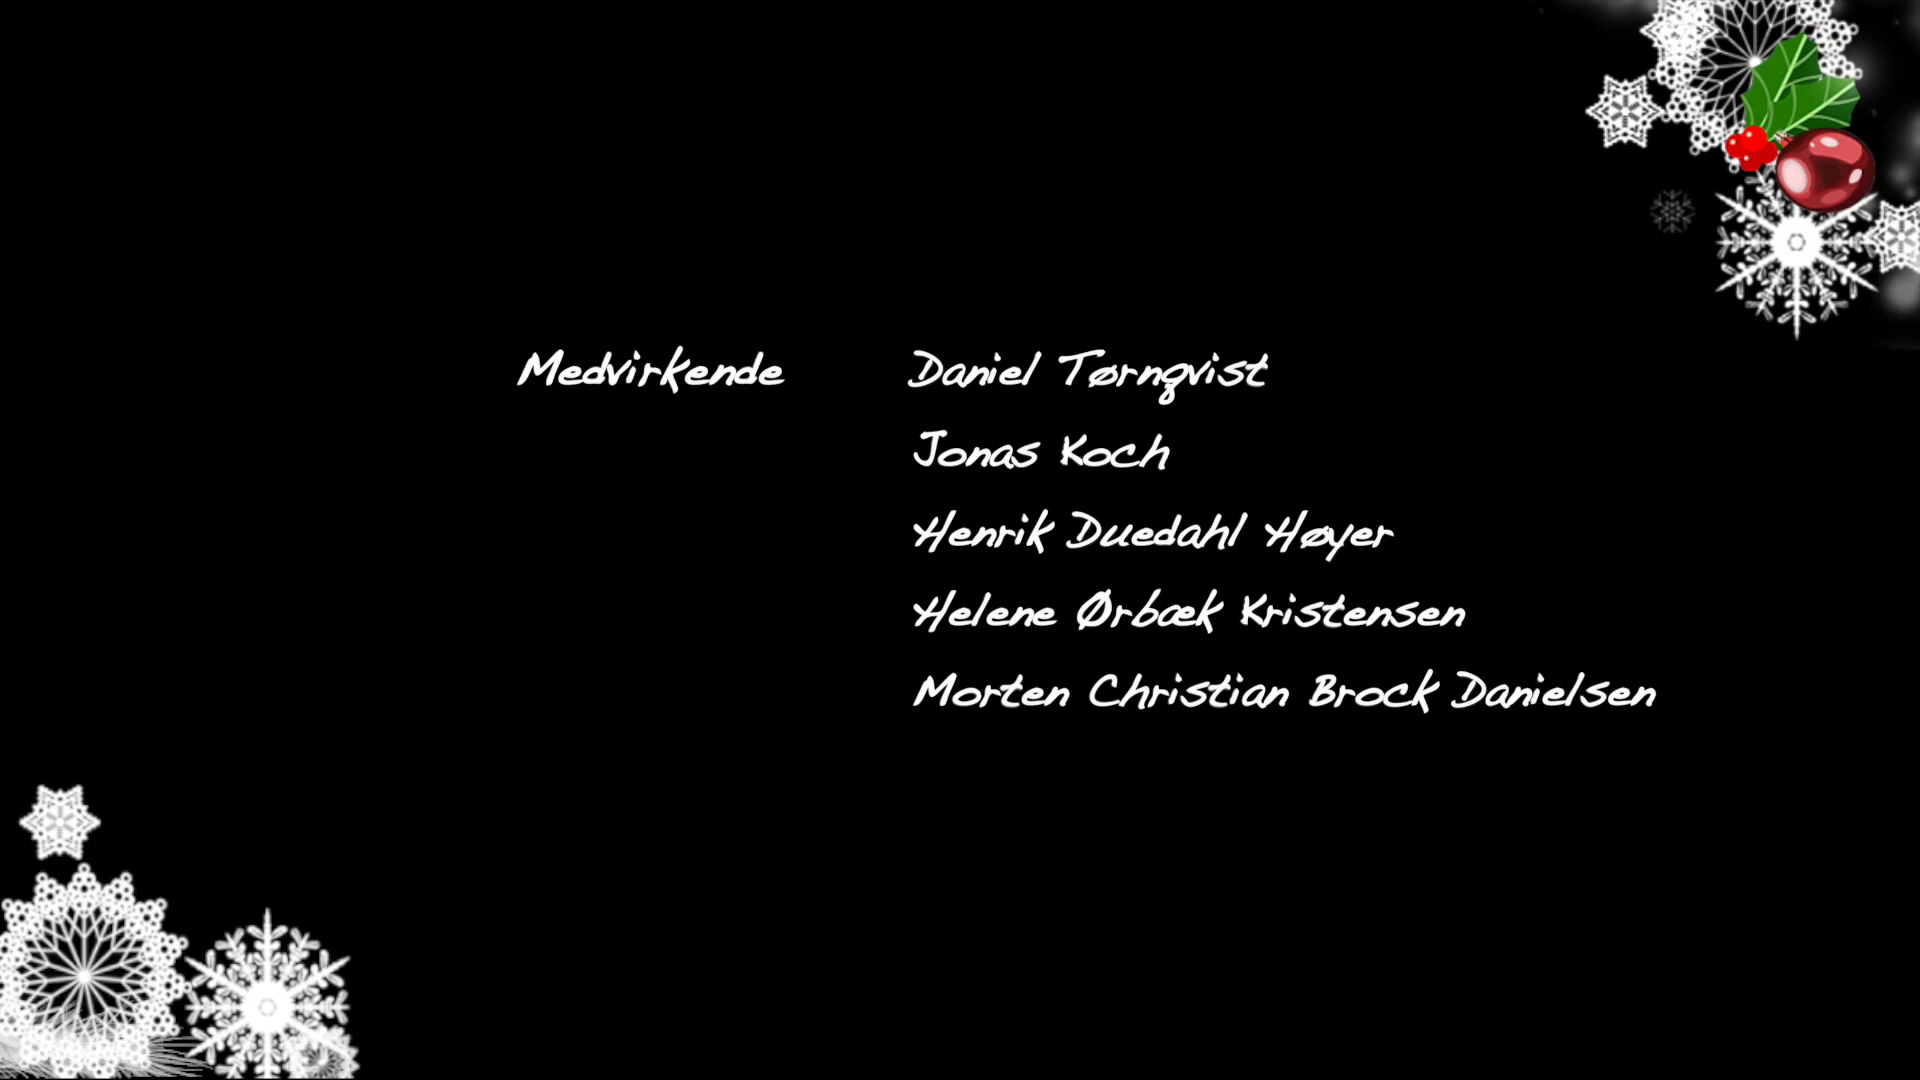 Medvirkende Daniel Tørnqvist
Jonas Koch
Henrik Duedahl Høyer
Helene Ørbæk Kristensen
Morten Christian Brock Danielsen